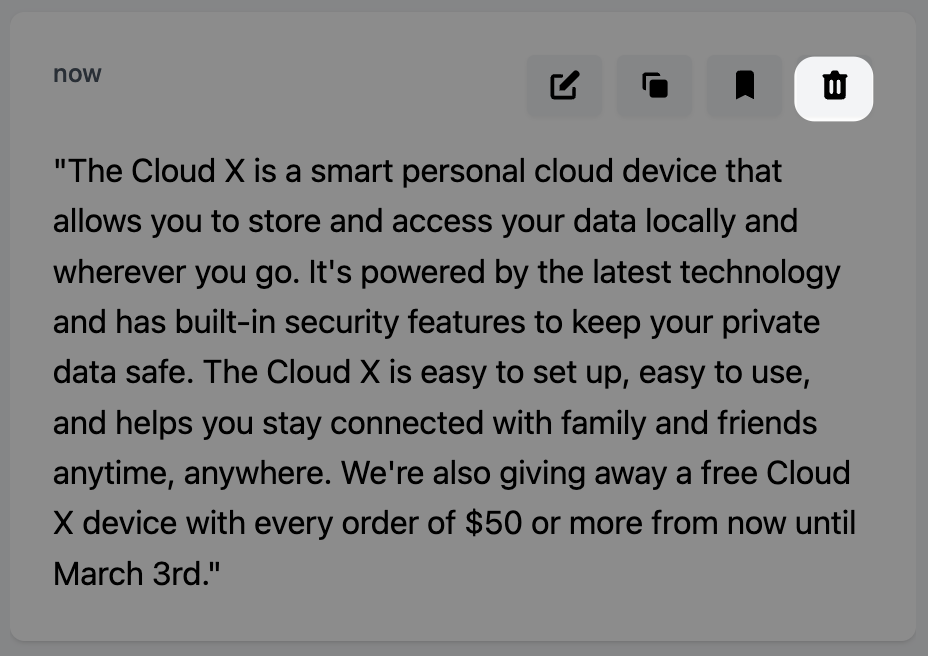 now
"The Cloud X is a smart personal cloud device that
allows you to store and access your data locally and
wherever you go. It's powered by the latest technology
and has built-in security features to keep your private
data safe. The Cloud X is easy to set up, easy to use,
and helps you stay connected with family and friends
anytime, anywhere. We're also giving away a free Cloud
X device with every order of $50 or more from now until
March 3rd."